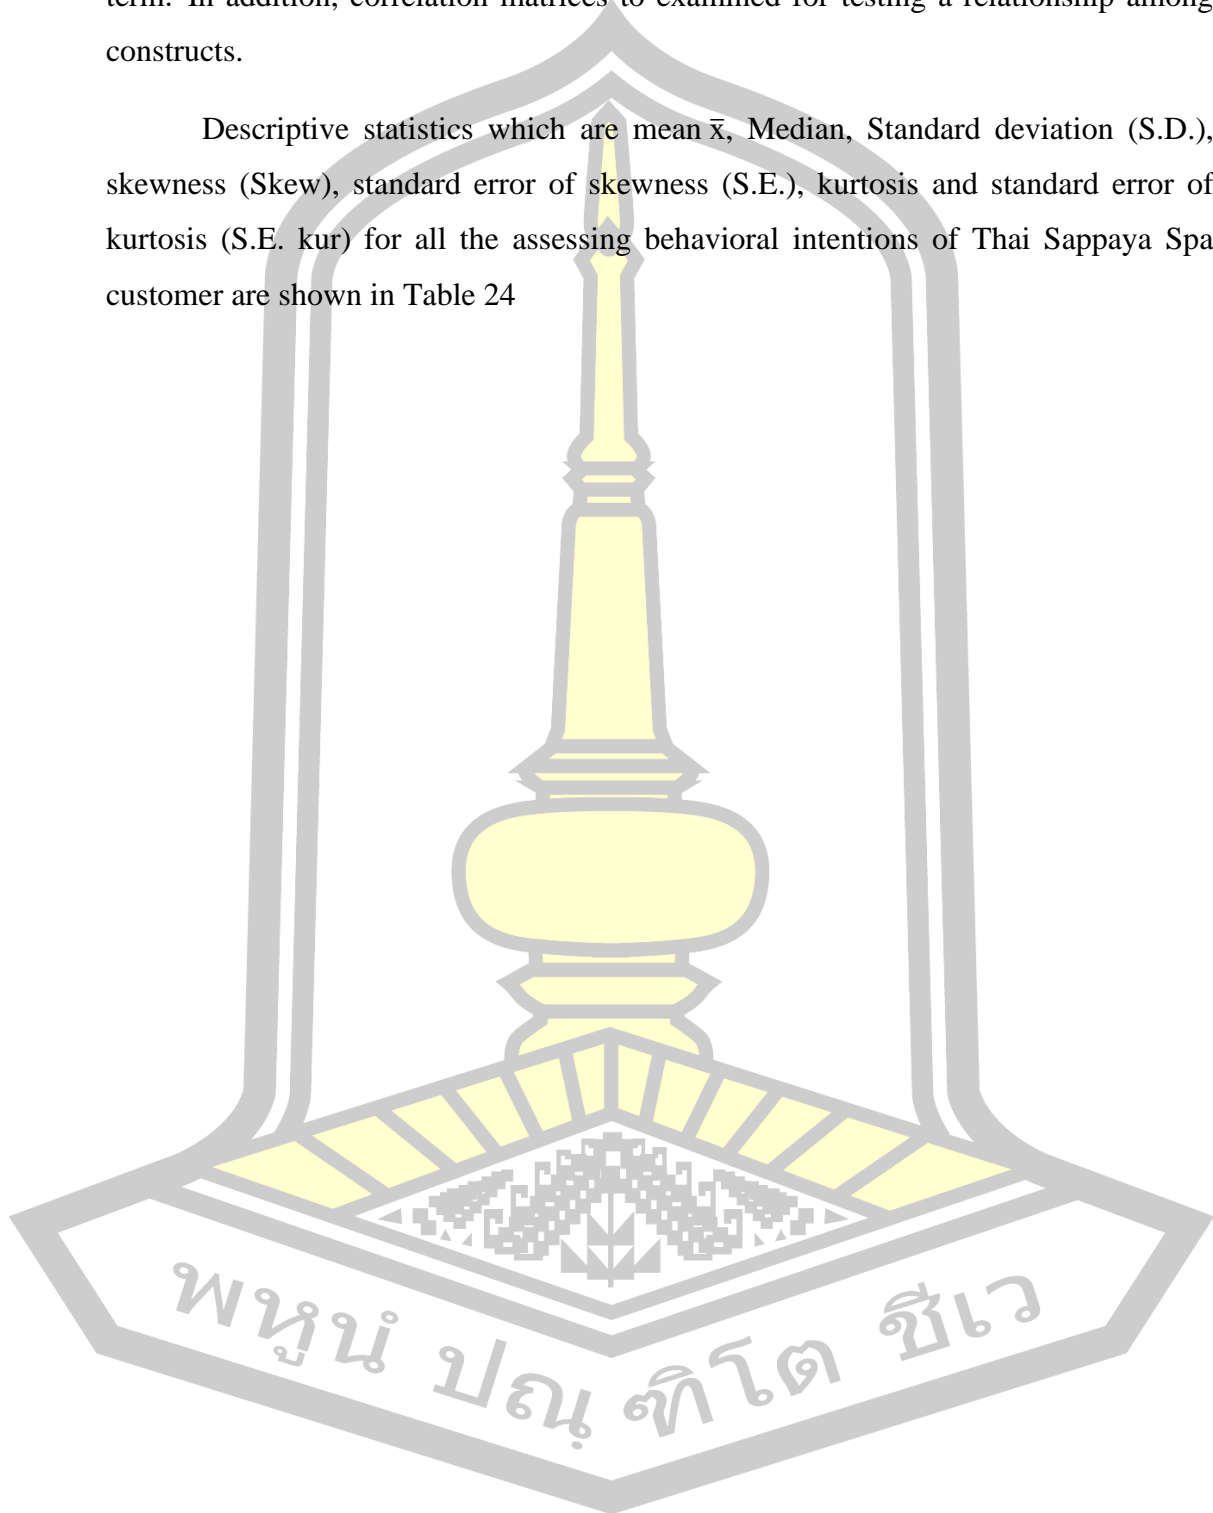 term. In addition, correlation matrices to examined for testing a relationship among
constructs.
Descriptive statistics which are mean x̅, Median, Standard deviation (S.D.),
skewness (Skew), standard error of skewness (S.E.), kurtosis and standard error of
kurtosis (S.E. kur) for all the assessing behavioral intentions of Thai Sappaya Spa
customer are shown in Table 24
พหูนํ ปณฺฑิโต ชีเว